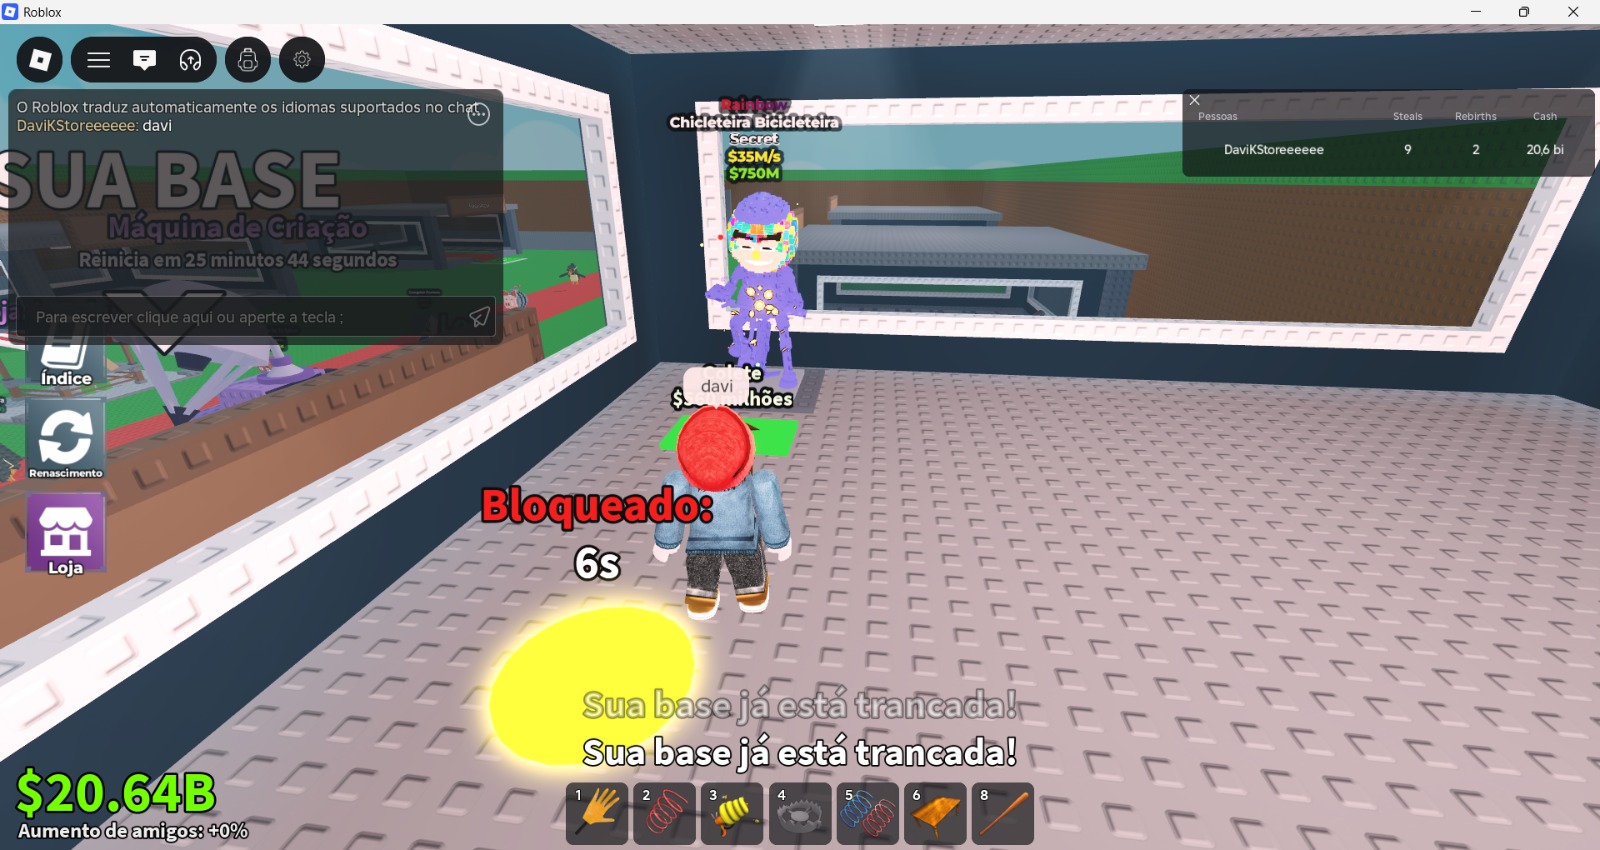 Roblox
O Roblox traduz automaticamente os idiomas suportados no chat
DaviKStoreeeeee: davi
SUA BASE
Máquina de Criação
Reinicia em 25 minutos 44 segundos
Para escrever clique aqui ou aperte a tecla ;
Índice
Renascimento
Loja
Rainbow
Chicleteira Bicicleteira
Secret
$35M/s
$750M
Pessoas Steals Rebirths Cash
DaviKStoreeeeee 9 2 20,6 bi
davi
Bloqueado:
6s
Sua base já está trancada!
Sua base já está trancada!
$20.64B
Aumento de amigos: +0%
1 2 3 4 5 6 8